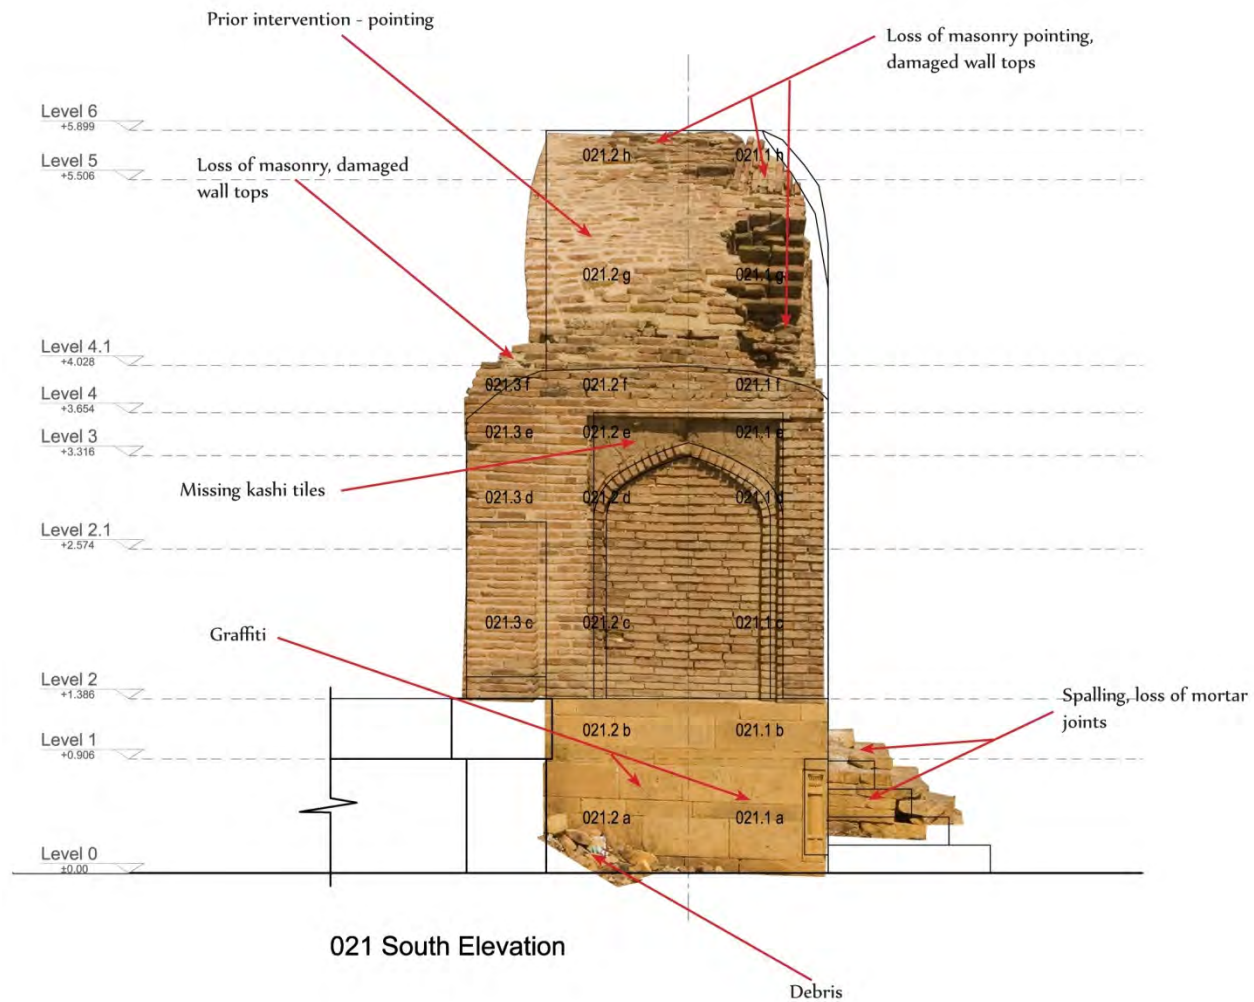 Prior intervention - pointing
Loss of masonry pointing,
damaged wall tops
Level 6
+5.899
Level 5
+5.506
Loss of masonry, damaged
wall tops
021.2 h
021.1 h
021.2 g
021.1 g
Level 4.1
+4.028
021.3 f
021.2 f
021.1 f
Level 4
+3.654
Level 3
+3.316
021.3 e
021.2 e
021.1 e
Missing kashi tiles
021.3 d
021.2 d
021.1 d
Level 2.1
+2.574
Graffiti
021.3 c
021.2 c
021.1 c
Level 2
+1.386
Spalling, loss of mortar
joints
021.2 b
021.1 b
Level 1
+0.906
021.2 a
021.1 a
Level 0
±0.00
021 South Elevation
Debris